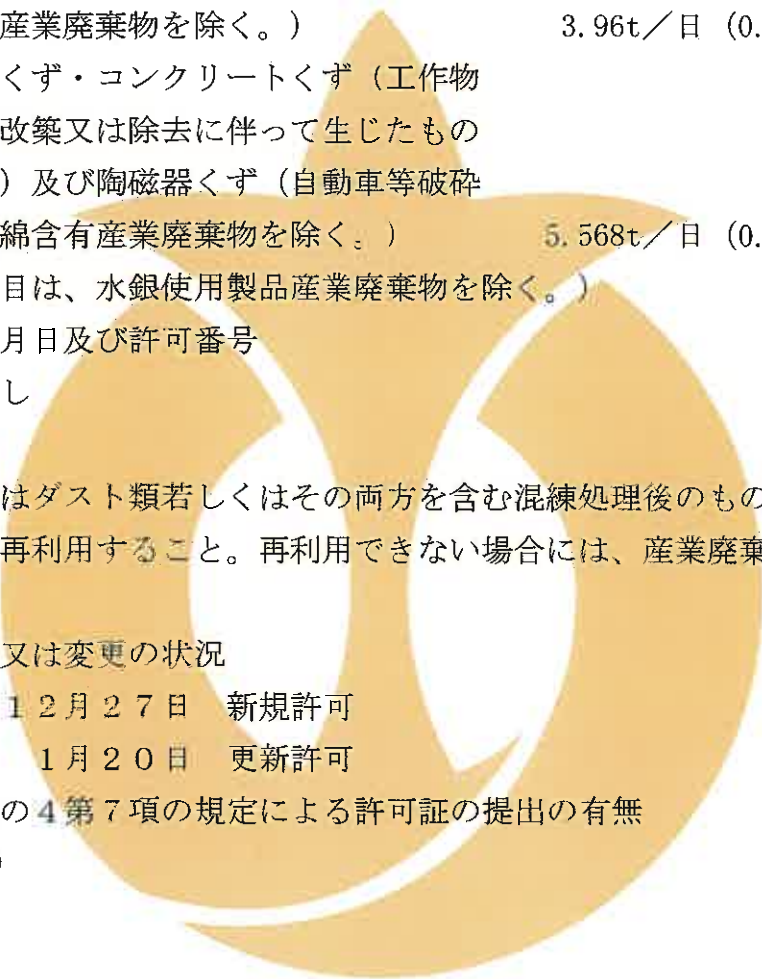 産業廃棄物を除く。） 3.96t／日（0.
くず・コンクリートくず（工作物
改築又は除去に伴って生じたもの
）及び陶磁器くず（自動車等破砕
綿含有産業廃棄物を除く。） 5.568t／日（0.
目は、水銀使用製品産業廃棄物を除く。）
月日及び許可番号
し
はダスト類若しくはその両方を含む混練処理後のもの
再利用すること。再利用できない場合には、産業廃棄
又は変更の状況
１２月２７日　新規許可
１月２０日　更新許可
の４第７項の規定による許可証の提出の有無